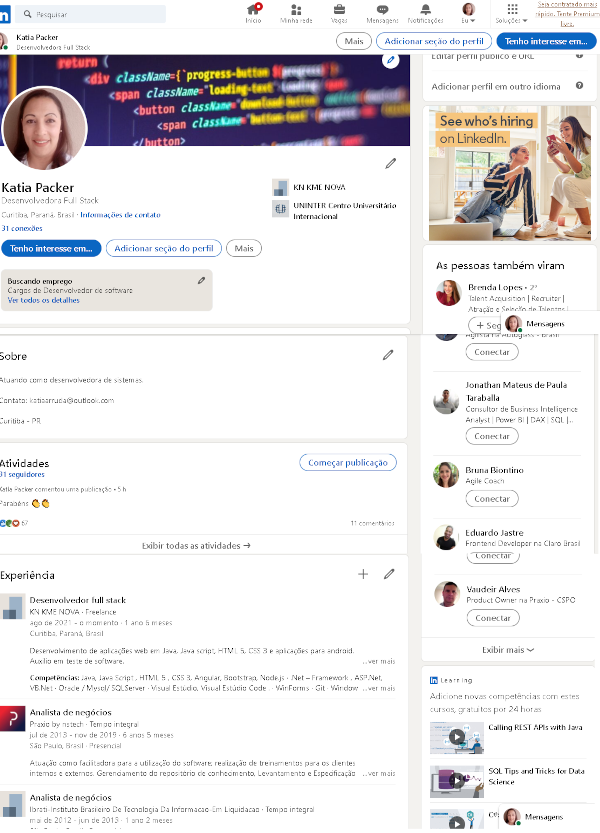 in
Pesquisar
Início
Minha rede
Vagas
Mensagens
Notificações
Eu
Soluções
Seja contratado mais
rápido. Tente Premium
livre.
Katia Packer
Desenvolvedora Full Stack
Mais
Adicionar seção do perfil
Tenho interesse em...
return (
<div className={`progress-button
<span className="loading-text"
<button className="download-button
<span className="loading-text"
</button>
Katia Packer
Desenvolvedora Full Stack
Curitiba, Paraná, Brasil · Informações de contato
31 conexões
KN KME NOVA
UNINTER Centro Universitário
Internacional
Tenho interesse em...
Adicionar seção do perfil
Mais
Buscando emprego
Cargos de Desenvolvedor de software
Ver todos os detalhes
Sobre
Atuando como desenvolvedora de sistemas.
Contato: katiaarruda@outlook.com
Curitiba - PR.
Atividades
31 seguidores
Começar publicação
Katia Packer comentou uma publicação • 5 h
Parabéns 👏👏
67
11 comentários
Exibir todas as atividades →
Experiência
Desenvolvedor full stack
KN KME NOVA · Freelance
ago de 2021 - o momento · 1 ano 6 meses
Curitiba, Paraná, Brasil
Desenvolvimento de aplicações web em Java, Java script, HTML 5, CSS 3 e aplicações para android.
Auxílio em teste de software.
...ver mais
Competências: Java, Java Script , HTML 5 , CSS 3, Angular, Bootstrap, Node.js · .Net – Framework . ASP.Net,
VB.Net · Oracle / Mysql/ SQLServer · Visual Estúdio, Visual Estúdio Code . · WinForms · Git · Window
...ver mais
Analista de negócios
Praxio by nstech · Tempo integral
jul de 2013 - nov de 2019 · 6 anos 5 meses
São Paulo, Brasil · Presencial
Atuação como facilitadora para a utilização do software, realização de treinamentos para os clientes
internos e externos. Gerenciamento do repositório de conhecimento, Levantamento e Especificação
...ver mais
Analista de negócios
Ibrati-Instituto Brasileiro De Tecnologia Da Informacao-Em Liquidacao · Tempo integral
mai de 2012 - jun de 2013 · 1 ano 2 meses
Editar perfil público e URL
Adicionar perfil em outro idioma
See who's hiring
on LinkedIn.
As pessoas também viram
Brenda Lopes • 2º
Talent Acquisition | Recruiter |
Atração e Seleção de Talentos |
+ Seg
Mensagens
Conectar
Jonathan Mateus de Paula
Taraballa
Consultor de Business Intelligence
Analyst | Power BI | DAX | SQL |...
Conectar
Bruna Biontino
Agile Coach
Conectar
Eduardo Jastre
Frontend Developer na Claro Brasil
Conectar
Vaudeir Alves
Product Owner na Praxio - CSPO
Conectar
Exibir mais
in Learning
Adicione novas competências com estes
cursos, gratuitos por 24 horas
Calling REST APIs with Java
SQL Tips and Tricks for Data
Science
Mensagens